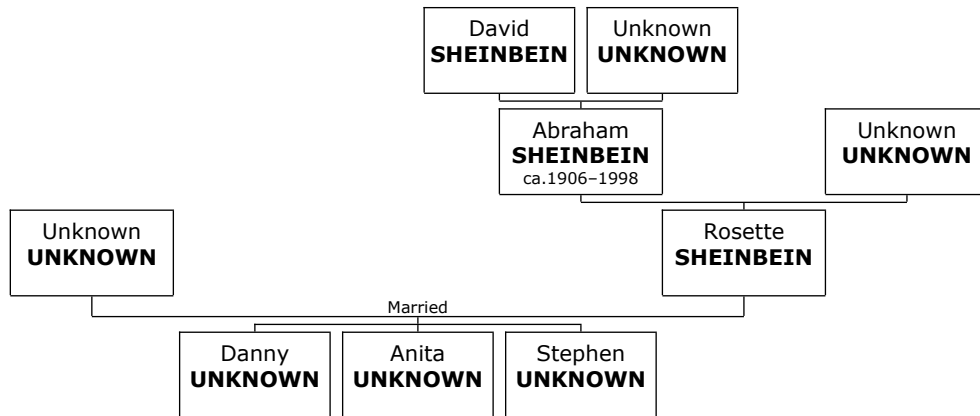 David
SHEINBEIN
Unknown
UNKNOWN
Abraham
SHEINBEIN
ca.1906–1998
Unknown
UNKNOWN
Unknown
UNKNOWN
Rosette
SHEINBEIN
Married
Danny
UNKNOWN
Anita
UNKNOWN
Stephen
UNKNOWN